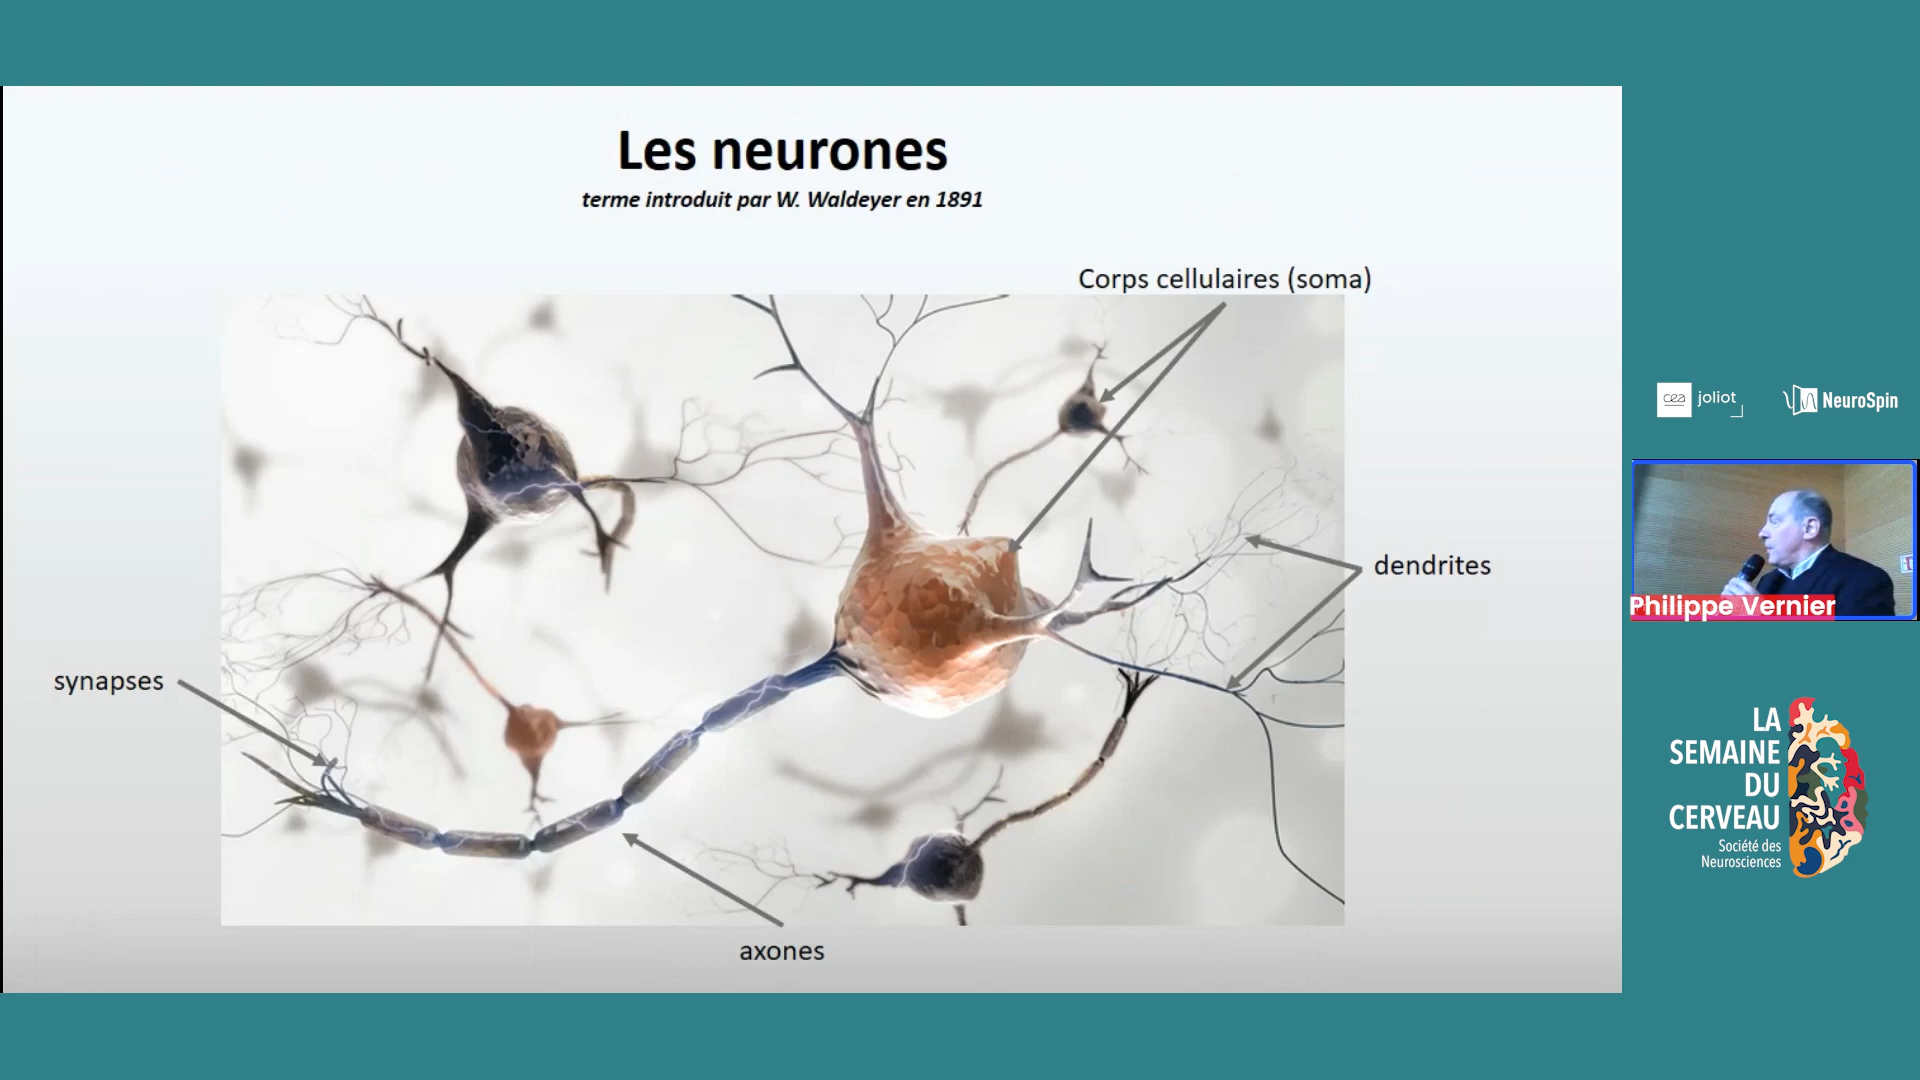 Les neurones
terme introduit par W. Waldeyer en 1891
Corps cellulaires (soma)
dendrites
synapses
axones
cea joliot
NeuroSpin
Philippe Vernier
LA
SEMAINE
DU
CERVEAU
Société des
Neurosciences